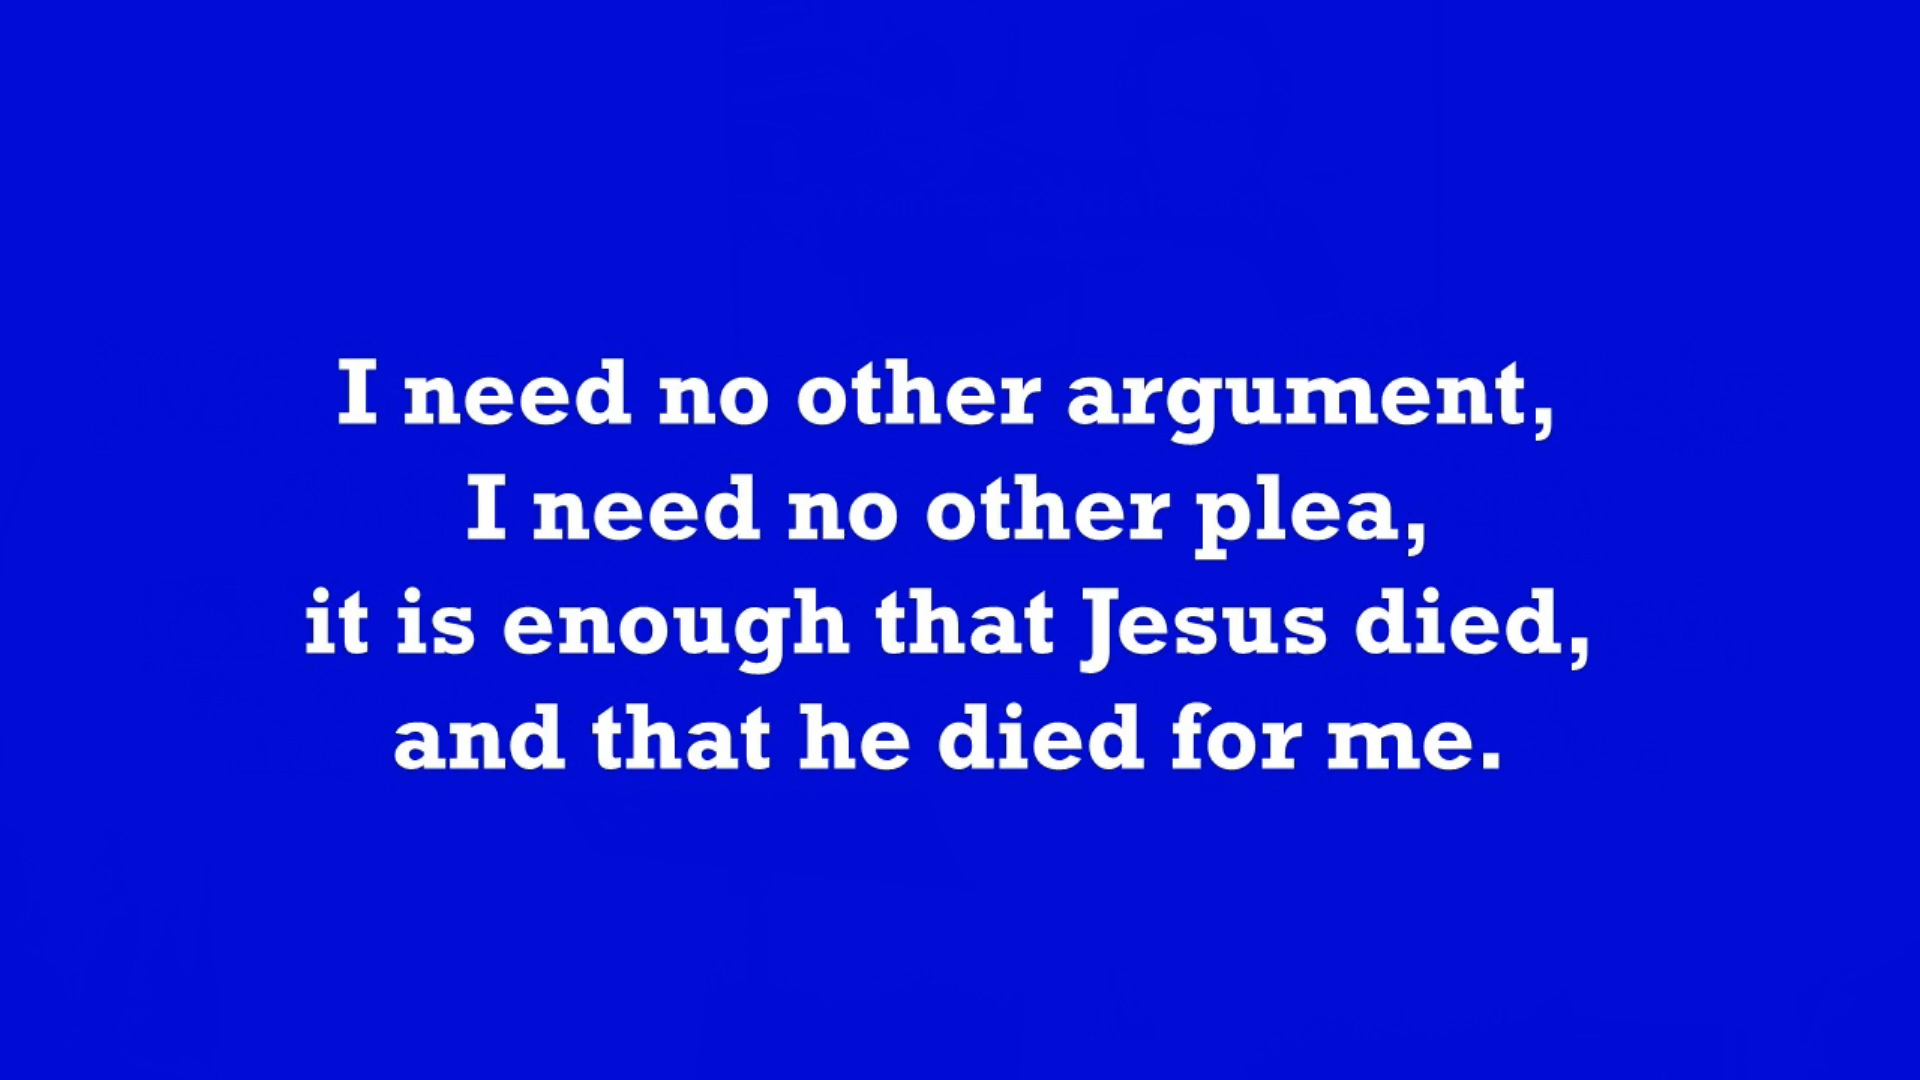 I need no other argument,
I need no other plea,
it is enough that Jesus died,
and that he died for me.